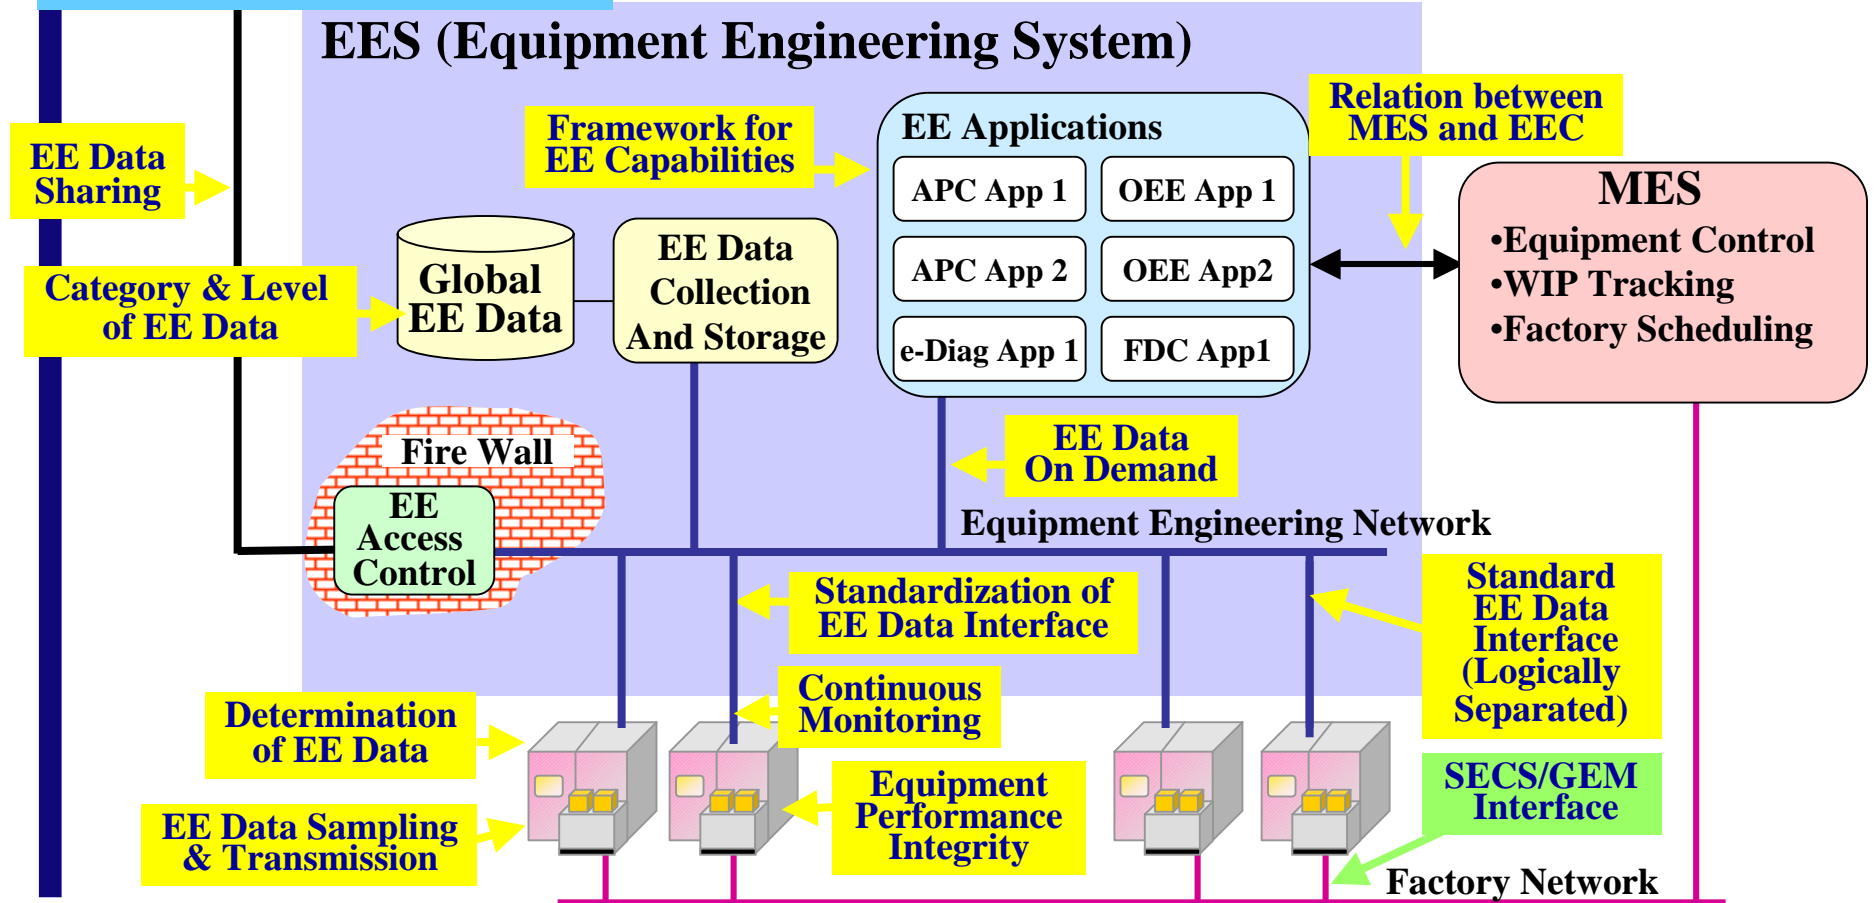 EES (Equipment Engineering System)
Relation between
MES and EEC
Framework for
EE Capabilities
EE Applications
APC App 1
OEE App 1
APC App 2
OEE App2
e-Diag App 1
FDC App1
EE Data
Sharing
MES
•Equipment Control
•WIP Tracking
•Factory Scheduling
Category & Level
of EE Data
Global
EE Data
EE Data
Collection
And Storage
Fire Wall
EE
Access
Control
EE Data
On Demand
Equipment Engineering Network
Standardization of
EE Data Interface
Standard
EE Data
Interface
(Logically
Separated)
Continuous
Monitoring
Determination
of EE Data
Equipment
Performance
Integrity
SECS/GEM
Interface
EE Data Sampling
& Transmission
Factory Network